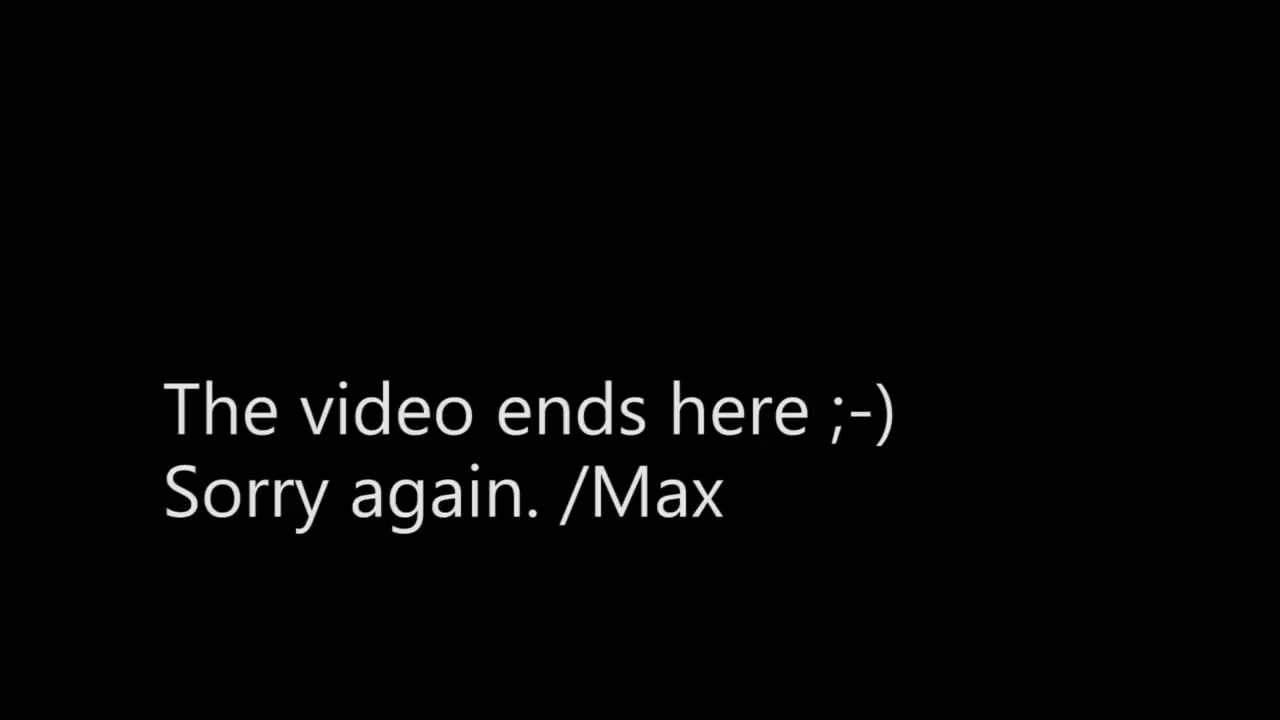 The video ends here ;-)
Sorry again. /Max